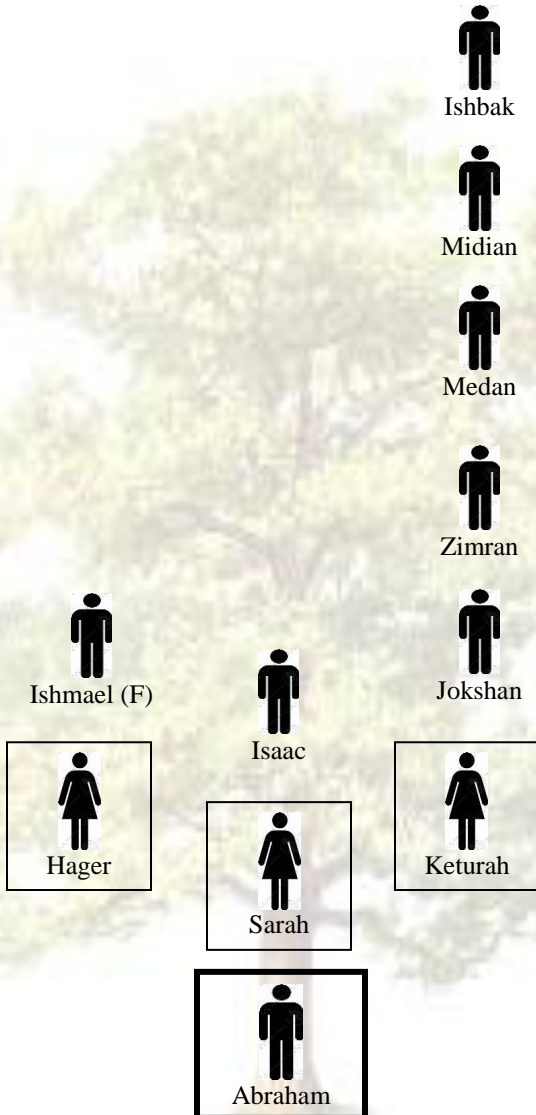 Ishbak
Midian
Medan
Zimran
Ishmael (F)
Jokshan
Isaac
Hager
Keturah
Sarah
Abraham